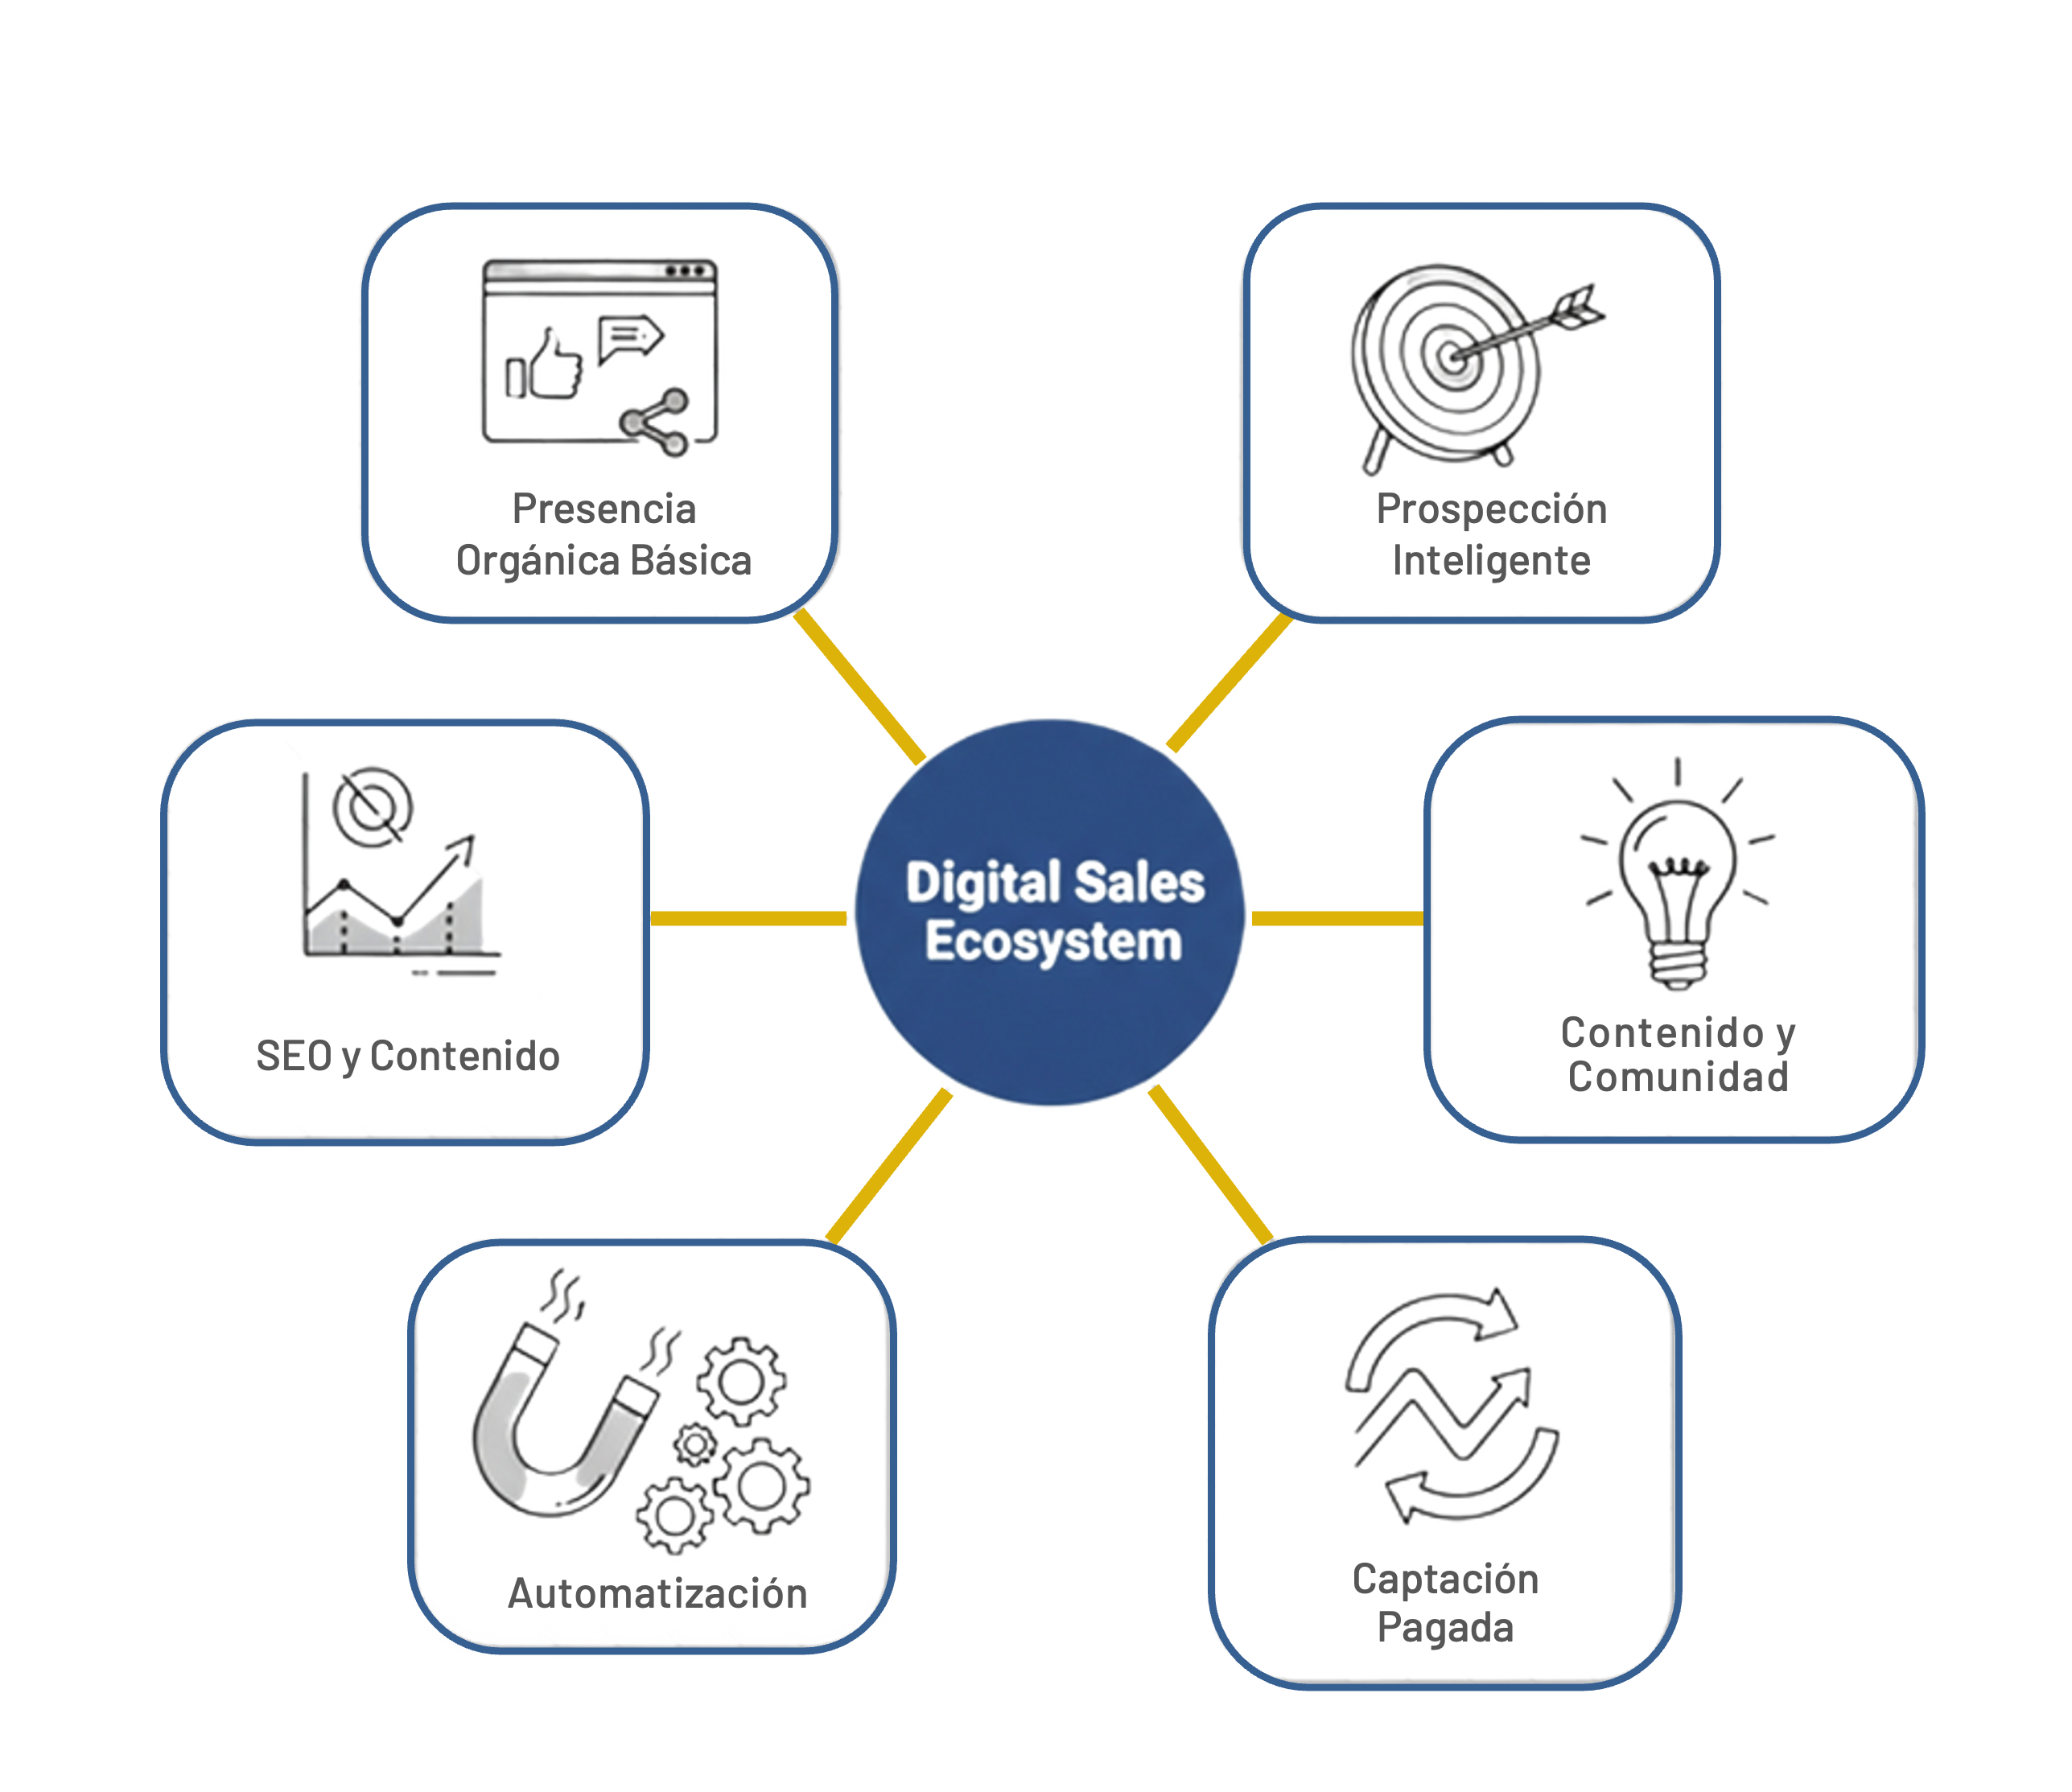 Presencia
Orgánica Básica
Prospección
Inteligente
SEO y Contenido
Digital Sales
Ecosystem
Contenido y
Comunidad
Automatización
Captación
Pagada